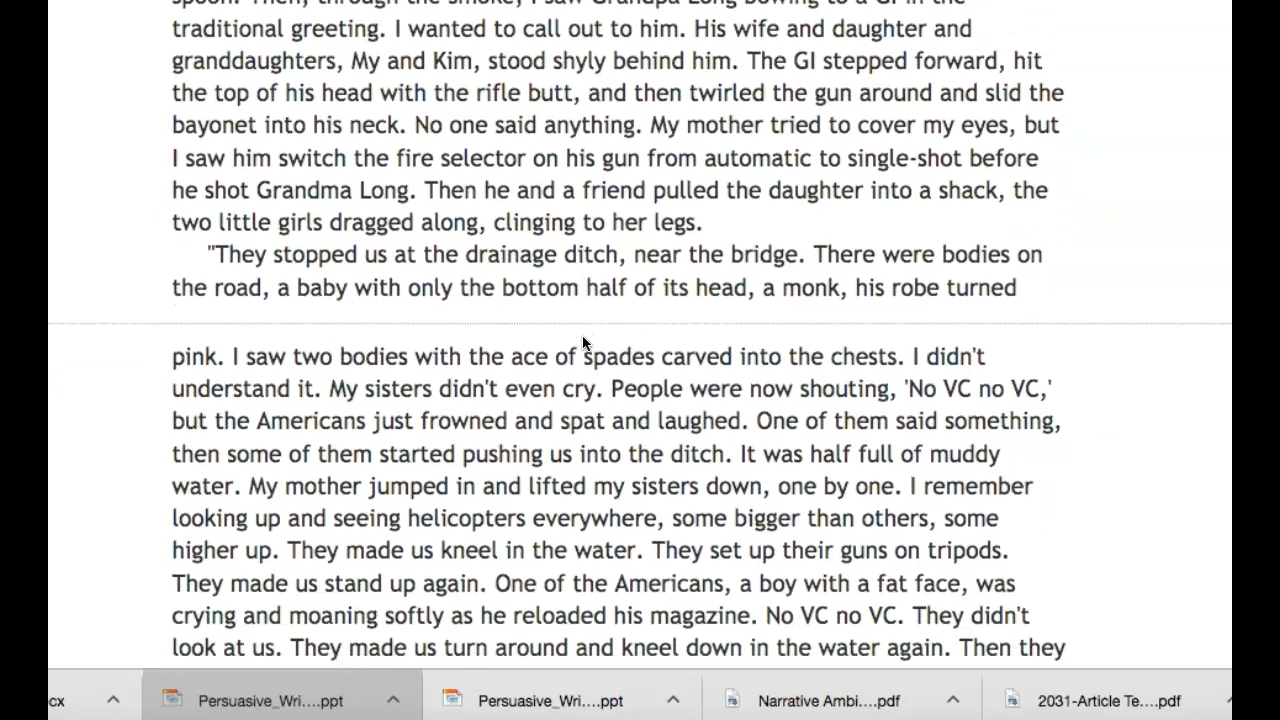 spoon. Then, through the smoke, I saw Grandpa Long bowing to a GI in the
traditional greeting. I wanted to call out to him. His wife and daughter and
granddaughters, My and Kim, stood shyly behind him. The GI stepped forward, hit
the top of his head with the rifle butt, and then twirled the gun around and slid the
bayonet into his neck. No one said anything. My mother tried to cover my eyes, but
I saw him switch the fire selector on his gun from automatic to single-shot before
he shot Grandma Long. Then he and a friend pulled the daughter into a shack, the
two little girls dragged along, clinging to her legs.
"They stopped us at the drainage ditch, near the bridge. There were bodies on
the road, a baby with only the bottom half of its head, a monk, his robe turned
pink. I saw two bodies with the ace of spades carved into the chests. I didn't
understand it. My sisters didn't even cry. People were now shouting, 'No VC no VC,'
but the Americans just frowned and spat and laughed. One of them said something,
then some of them started pushing us into the ditch. It was half full of muddy
water. My mother jumped in and lifted my sisters down, one by one. I remember
looking up and seeing helicopters everywhere, some bigger than others, some
higher up. They made us kneel in the water. They set up their guns on tripods.
They made us stand up again. One of the Americans, a boy with a fat face, was
crying and moaning softly as he reloaded his magazine. No VC no VC. They didn't
look at us. They made us turn around and kneel down in the water again. Then they
cx Persuasive_Wri....ppt Persuasive_Wri....ppt Narrative Ambi....pdf 2031-Article Te....pdf